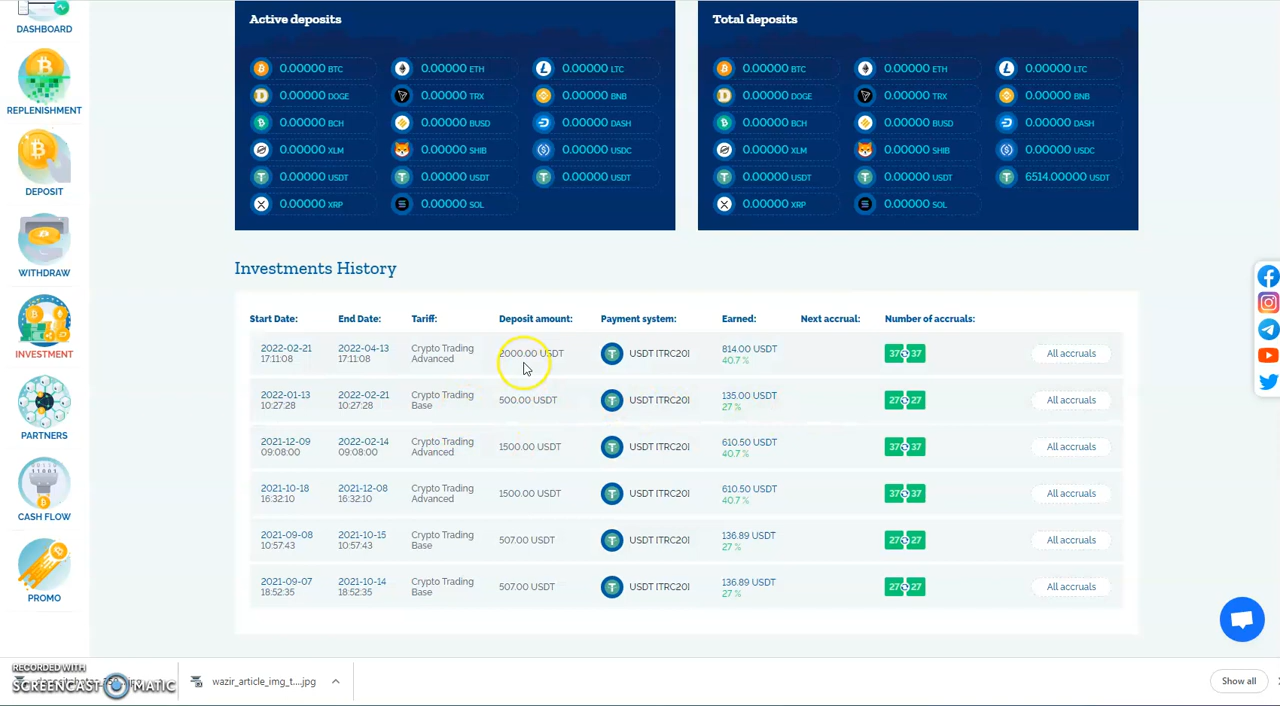 DASHBOARD
REPLENISHMENT
DEPOSIT
WITHDRAW
INVESTMENT
PARTNERS
CASH FLOW
PROMO
Active deposits
0.00000 BTC 0.00000 ETH 0.00000 LTC
0.00000 DOGE 0.00000 TRX 0.00000 BNB
0.00000 BCH 0.00000 BUSD 0.00000 DASH
0.00000 XLM 0.00000 SHIB 0.00000 USDC
0.00000 USDT 0.00000 USDT 0.00000 USDT
0.00000 XRP 0.00000 SOL
Total deposits
0.00000 BTC 0.00000 ETH 0.00000 LTC
0.00000 DOGE 0.00000 TRX 0.00000 BNB
0.00000 BCH 0.00000 BUSD 0.00000 DASH
0.00000 XLM 0.00000 SHIB 0.00000 USDC
0.00000 USDT 0.00000 USDT 6514.00000 USDT
0.00000 XRP 0.00000 SOL
Investments History
Start Date: End Date: Tariff: Deposit amount: Payment system: Earned: Next accrual: Number of accruals:
2022-02-21 2022-04-13 Crypto Trading 2000.00 USDT USDT (TRC20) 814.00 USDT 37 37 All accruals
17:11:08 17:11:08 Advanced 40.7 %
2022-01-13 2022-02-21 Crypto Trading 500.00 USDT USDT (TRC20) 135.00 USDT 27 27 All accruals
10:27:28 10:27:28 Base 27 %
2021-12-09 2022-02-14 Crypto Trading 1500.00 USDT USDT (TRC20) 610.50 USDT 37 37 All accruals
09:08:00 09:08:00 Advanced 40.7 %
2021-10-18 2021-12-08 Crypto Trading 1500.00 USDT USDT (TRC20) 610.50 USDT 37 37 All accruals
16:32:10 16:32:10 Advanced 40.7 %
2021-09-08 2021-10-15 Crypto Trading 507.00 USDT USDT (TRC20) 136.89 USDT 27 27 All accruals
10:57:43 10:57:43 Base 27 %
2021-09-07 2021-10-14 Crypto Trading 507.00 USDT USDT (TRC20) 136.89 USDT 27 27 All accruals
18:52:35 18:52:35 Base 27 %
RECORDED WITH
SCREENCAST MATIC
wazir_article_img_t....jpg
Show all